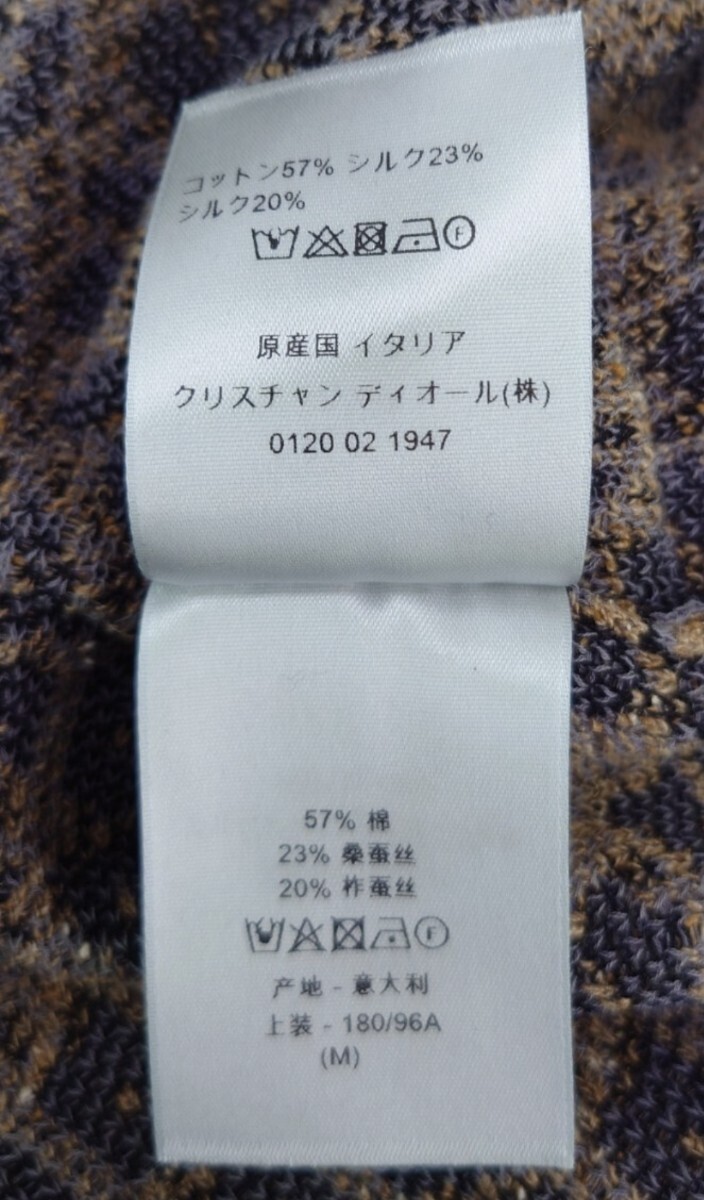 コットン57% シルク23%
シルク20%
F
原産国 イタリア
クリスチャン ディオール(株)
0120 02 1947
57% 棉
23% 桑蚕丝
20% 柞蚕丝
F
产地 - 意大利
上装 - 180/96A
(M)